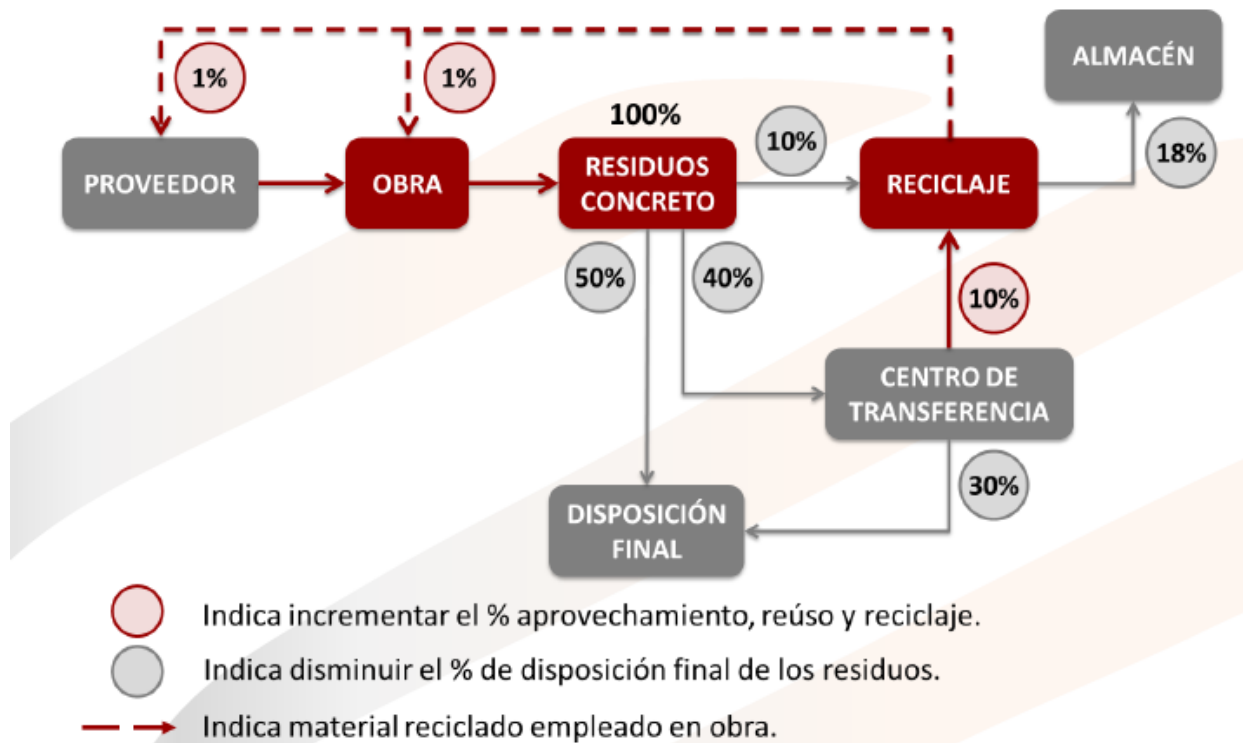 ALMACÉN
1%
1%
100%
10%
18%
PROVEEDOR
OBRA
RESIDUOS
CONCRETO
RECICLAJE
50%
40%
10%
CENTRO DE
TRANSFERENCIA
30%
DISPOSICIÓN
FINAL
Indica incrementar el % aprovechamiento, reúso y reciclaje.
Indica disminuir el % de disposición final de los residuos.
Indica material reciclado empleado en obra.